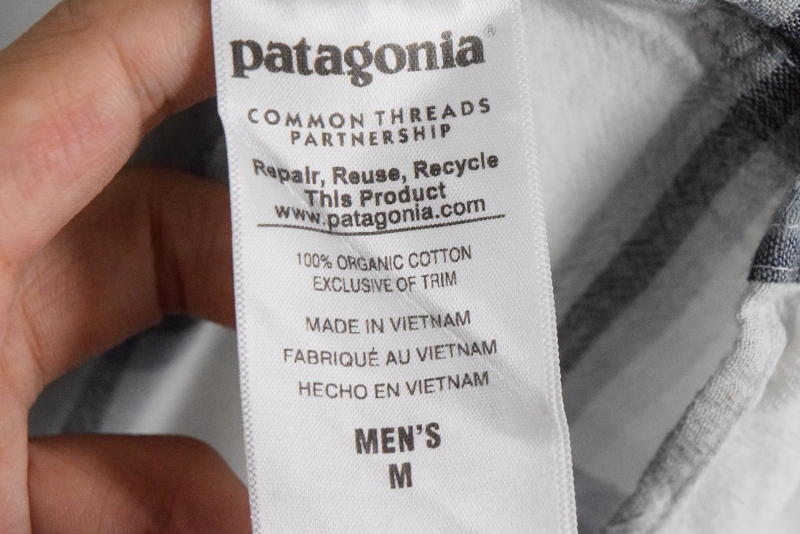 patagonia®
COMMON THREADS
PARTNERSHIP
Repair, Reuse, Recycle
This Product
www.patagonia.com
100% ORGANIC COTTON
EXCLUSIVE OF TRIM
MADE IN VIETNAM
FABRIQUÉ AU VIETNAM
HECHO EN VIETNAM
MEN'S
M